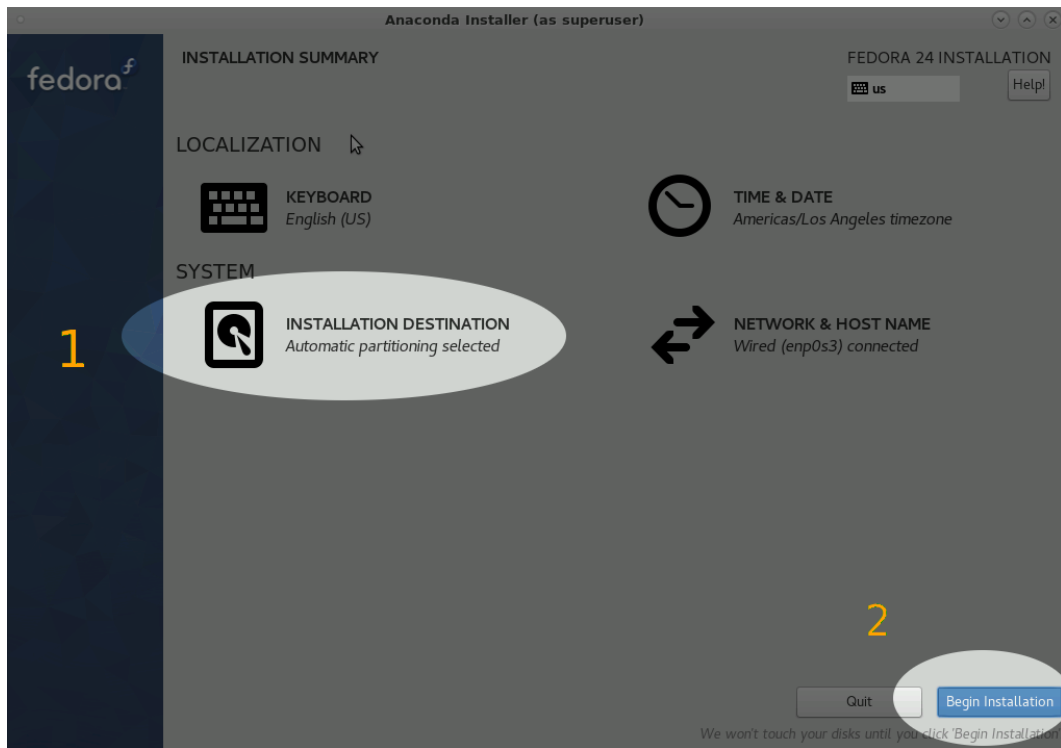 Anaconda Installer (as superuser)
fedora
INSTALLATION SUMMARY
FEDORA 24 INSTALLATION
us
Help!
LOCALIZATION
KEYBOARD
English (US)
TIME & DATE
Americas/Los Angeles timezone
SYSTEM
1
INSTALLATION DESTINATION
Automatic partitioning selected
NETWORK & HOST NAME
Wired (enp0s3) connected
2
Quit
Begin Installation
We won't touch your disks until you click 'Begin Installation